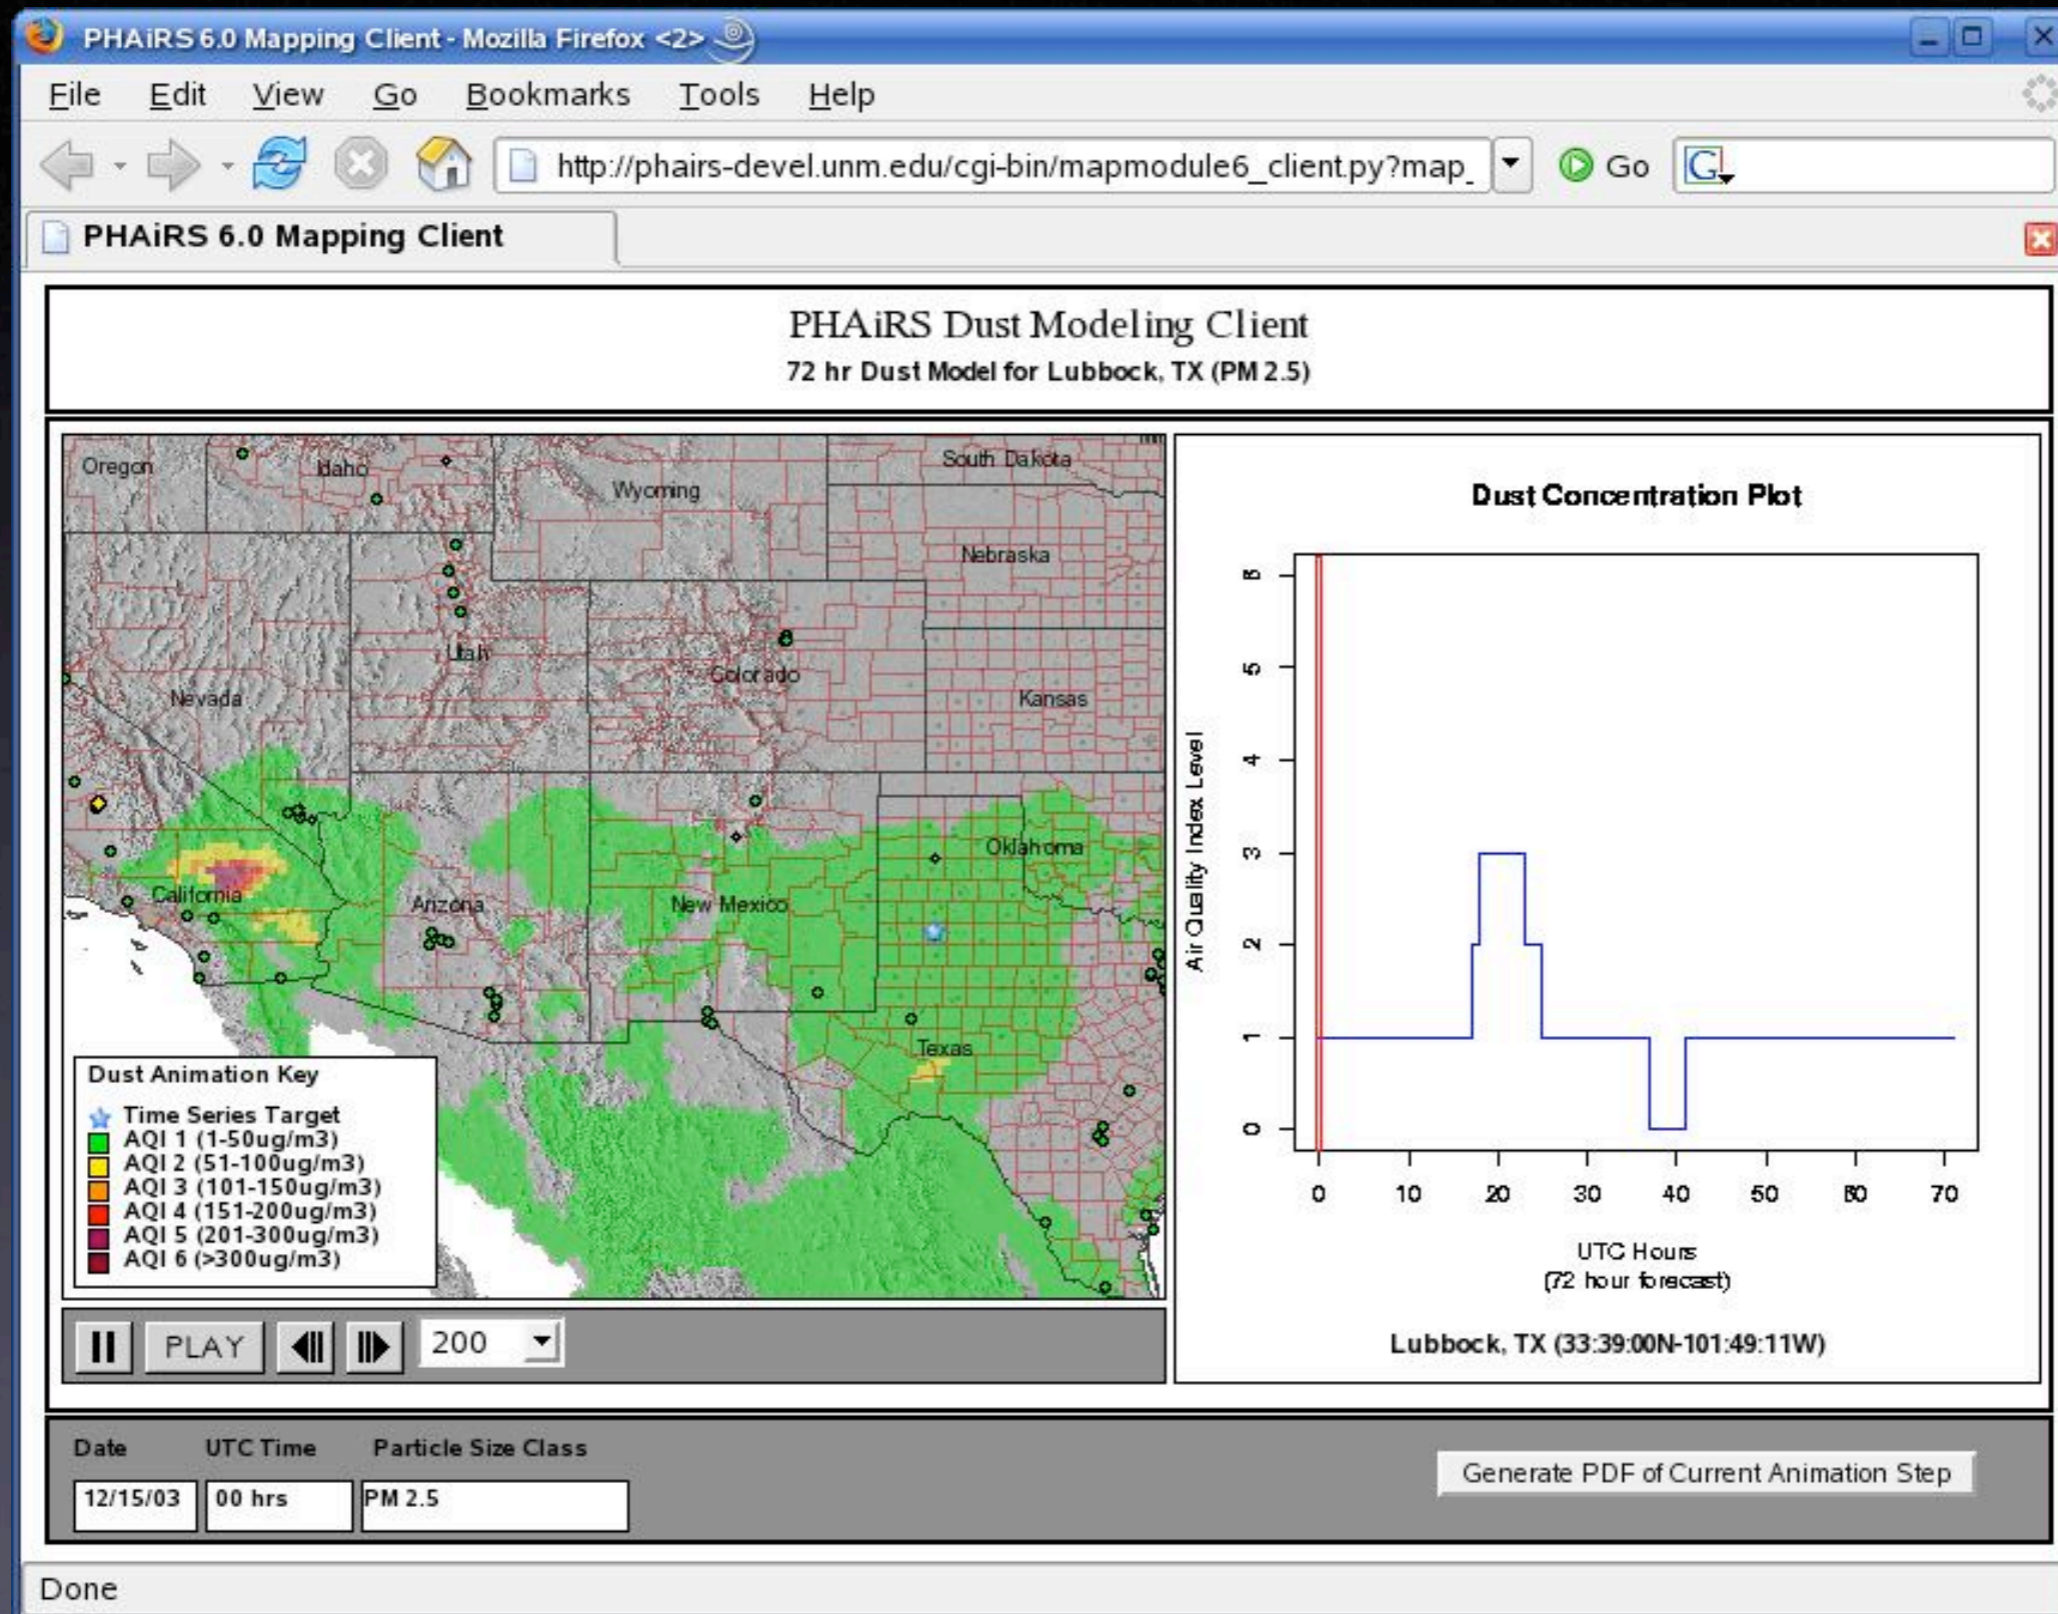 PHAiRS 6.0 Mapping Client - Mozilla Firefox <2>
File Edit View Go Bookmarks Tools Help
http://phairs-devel.unm.edu/cgi-bin/mapmodule6_client.py?map_ Go G
PHAiRS 6.0 Mapping Client
PHAiRS Dust Modeling Client
72 hr Dust Model for Lubbock, TX (PM 2.5)
Oregon
Idaho
Wyoming
South Dakota
Nebraska
Utah
Colorado
Nevada
Kansas
Oklahoma
California
Arizona
New Mexico
Texas
Dust Animation Key
Time Series Target
AQI 1 (1-50ug/m3)
AQI 2 (51-100ug/m3)
AQI 3 (101-150ug/m3)
AQI 4 (151-200ug/m3)
AQI 5 (201-300ug/m3)
AQI 6 (>300ug/m3)
PLAY
200
Dust Concentration Plot
Air Quality Index Level
6
5
4
3
2
1
0
0 10 20 30 40 50 60 70
UTC Hours
(72 hour forecast)
Lubbock, TX (33:39:00N-101:49:11W)
Date UTC Time Particle Size Class
12/15/03 00 hrs PM 2.5
Generate PDF of Current Animation Step
Done